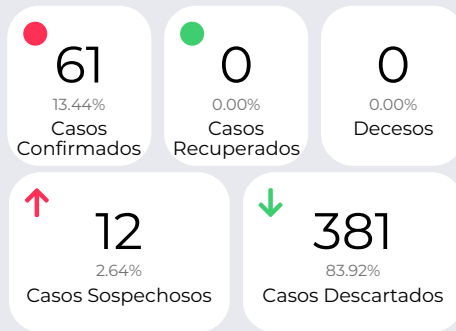 61
13.44%
Casos
Confirmados
0
0.00%
Casos
Recuperados
0
0.00%
Decesos
12
2.64%
Casos Sospechosos
381
83.92%
Casos Descartados